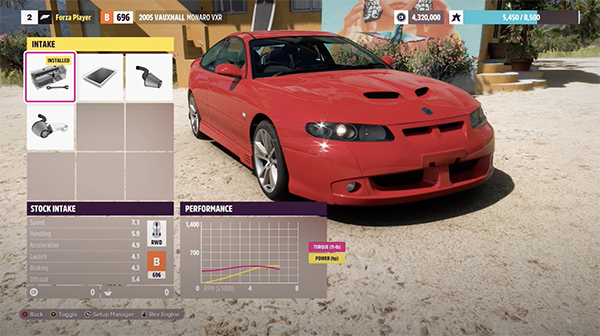 2 Forza Player B 696 2005 VAUXHALL MONARO VXR CR 4,320,000 5,450 / 8,500
INTAKE
INSTALLED
STOCK INTAKE
Speed 7.1
Handling 5.9
Acceleration 4.9
Launch 4.1
Braking 4.3
Offroad 5.4
RWD
B
696
0 0
PERFORMANCE
1,400
700
0
RPM (x1000) 4 8
TORQUE (ft-lb)
POWER (hp)
Back Toggle Setup Manager Rev Engine